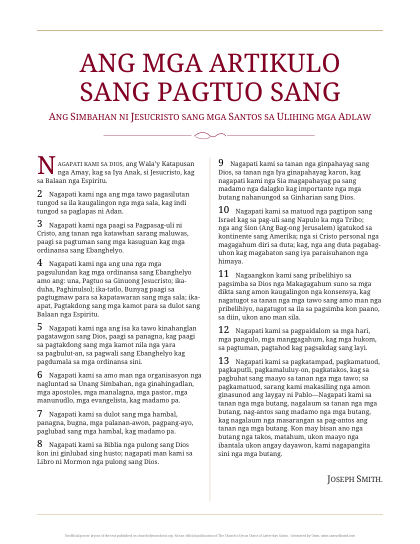 ANG MGA ARTIKULO
SANG PAGTUO SANG
ANG SIMBAHAN NI JESUCRISTO SANG MGA SANTOS SA ULIHING MGA ADLAW
NAGAPATI KAMI SA DIOS, ang Wala'y Katapusan
nga Amay, kag sa Iya Anak, si Jesucristo, kag
sa Balaan nga Espiritu.
2 Nagapati kami nga ang mga tawo pagasilutan
tungod sa ila kaugalingon nga mga sala, kag indi
tungod sa paglapas ni Adan.
3 Nagapati kami nga paagi sa Pagpasag-uli ni
Cristo, ang tanan nga katawhan sarang maluwas,
paagi sa pagtuman sang mga kasuguan kag mga
ordinansa sang Ebanghelyo.
4 Nagapati kami nga ang una nga mga
pagsulundan kag mga ordinansa sang Ebanghelyo
amo ang: una, Pagtuo sa Ginuong Jesucristo; ika-
duha, Paghinulsol; ika-tatlo, Bunyag paagi sa
pagtugmaw para sa kapatawaran sang mga sala; ika-
apat, Pagtakdong sang mga kamot para sa dulot sang
Balaan nga Espiritu.
5 Nagapati kami nga ang isa ka tawo kinahanglan
pagatawgon sang Dios, paagi sa panagna, kag paagi
sa pagtakdong sang mga kamot nila nga yara
sa pagbulut-an, sa pagwali sang Ebanghelyo kag
pagdumala sa mga ordinansa sini.
6 Nagapati kami sa amo man nga organisasyon nga
nagluntad sa Unang Simbahan, nga ginahingadlan,
mga apostoles, mga manalagna, mga pastor, mga
manunudlo, mga evangelista, kag madamo pa.
7 Nagapati kami sa dulot sang mga hambal,
panagna, bugna, mga palanan-awon, pagpang-ayo,
paglubad sang mga hambal, kag madamo pa.
8 Nagapati kami sa Biblia nga pulong sang Dios
kon ini ginlubad sing husto; nagapati man kami sa
Libro ni Mormon nga pulong sang Dios.
9 Nagapati kami sa tanan nga ginpahayag sang
Dios, sa tanan nga Iya ginapahayag karon, kag
nagapati kami nga Sia magapahayag pa sang
madamo nga dalagko kag importante nga mga
butang nahanungod sa Ginharian sang Dios.
10 Nagapati kami sa matuod nga pagtipon sang
Israel kag sa pag-uli sang Napulo ka mga Tribo;
nga ang Sion (Ang Bag-ong Jerusalem) igatukod sa
kontinente sang Amerika; nga si Cristo personal nga
magagahum diri sa duta; kag, nga ang duta pagabag-
uhon kag magabaton sang iya paraisuhanon nga
himaya.
11 Nagaangkon kami sang pribelihiyo sa
pagsimba sa Dios nga Makagagahum suno sa mga
dikta sang amon kaugalingon nga konsensya, kag
nagatugot sa tanan nga mga tawo sang amo man nga
pribelihiyo, nagatugot sa ila sa pagsimba kon paano,
sa diin, ukon ano man sila.
12 Nagapati kami sa pagpaidalom sa mga hari,
mga pangulo, mga manggagahum, kag mga hukom,
sa pagtuman, pagtahod kag pagsakdag sang layi.
13 Nagapati kami sa pagkatampad, pagkamatuod,
pagkaputli, pagkamaluluy-on, pagkatakos, kag sa
pagbuhat sang maayo sa tanan nga mga tawo; sa
pagkamatuod, sarang kami makasiling nga amon
ginasunod ang laygay ni Pablo—Nagapati kami sa
tanan nga mga butang, nagalaum sa tanan nga mga
butang, nag-antos sang madamo nga mga butang,
kag nagalaum nga masarangan sa pag-antos ang
tanan nga mga butang. Kon may bisan ano nga
butang nga takos, matahum, ukon maayo nga
ibantala ukon angay dayawon, kami nagapangita
sini nga mga butang.
JOSEPH SMITH.